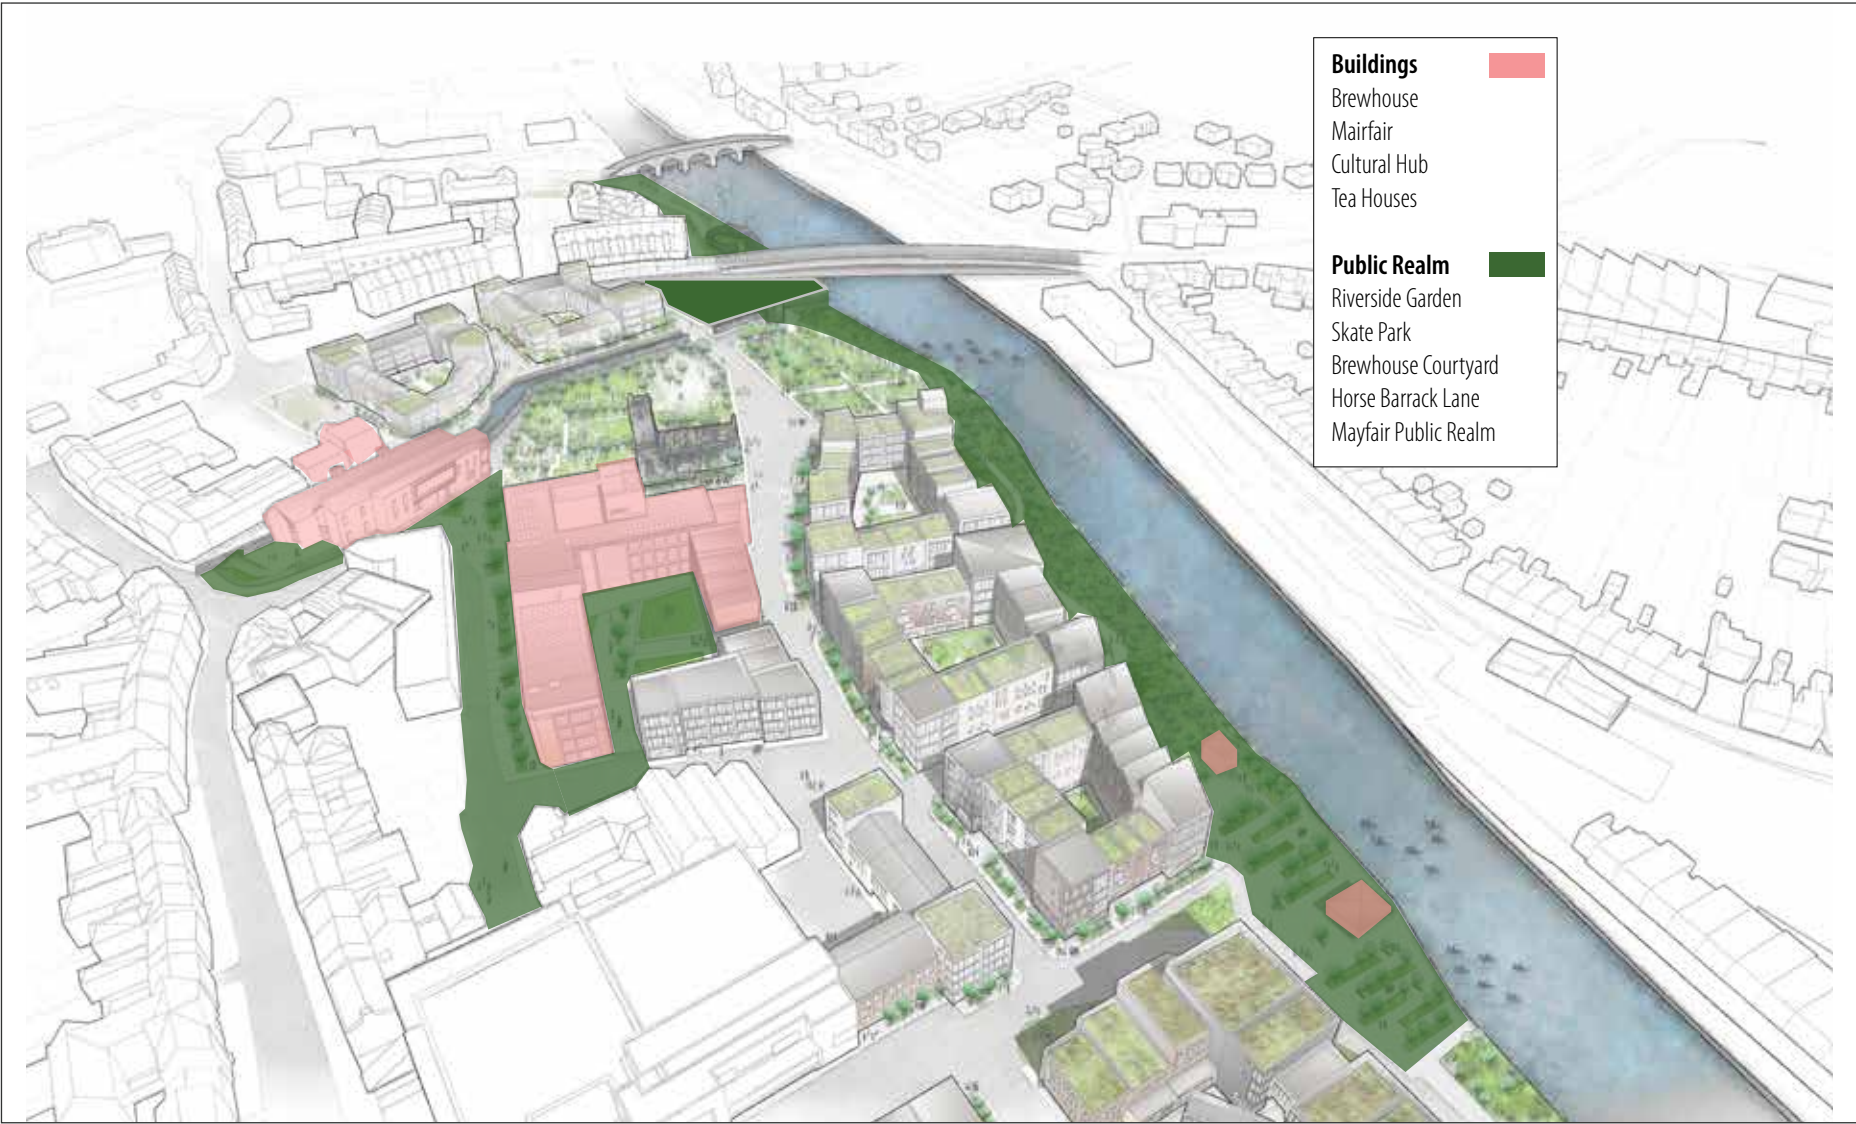 Buildings
Brewhouse
Mairfair
Cultural Hub
Tea Houses
Public Realm
Riverside Garden
Skate Park
Brewhouse Courtyard
Horse Barrack Lane
Mayfair Public Realm